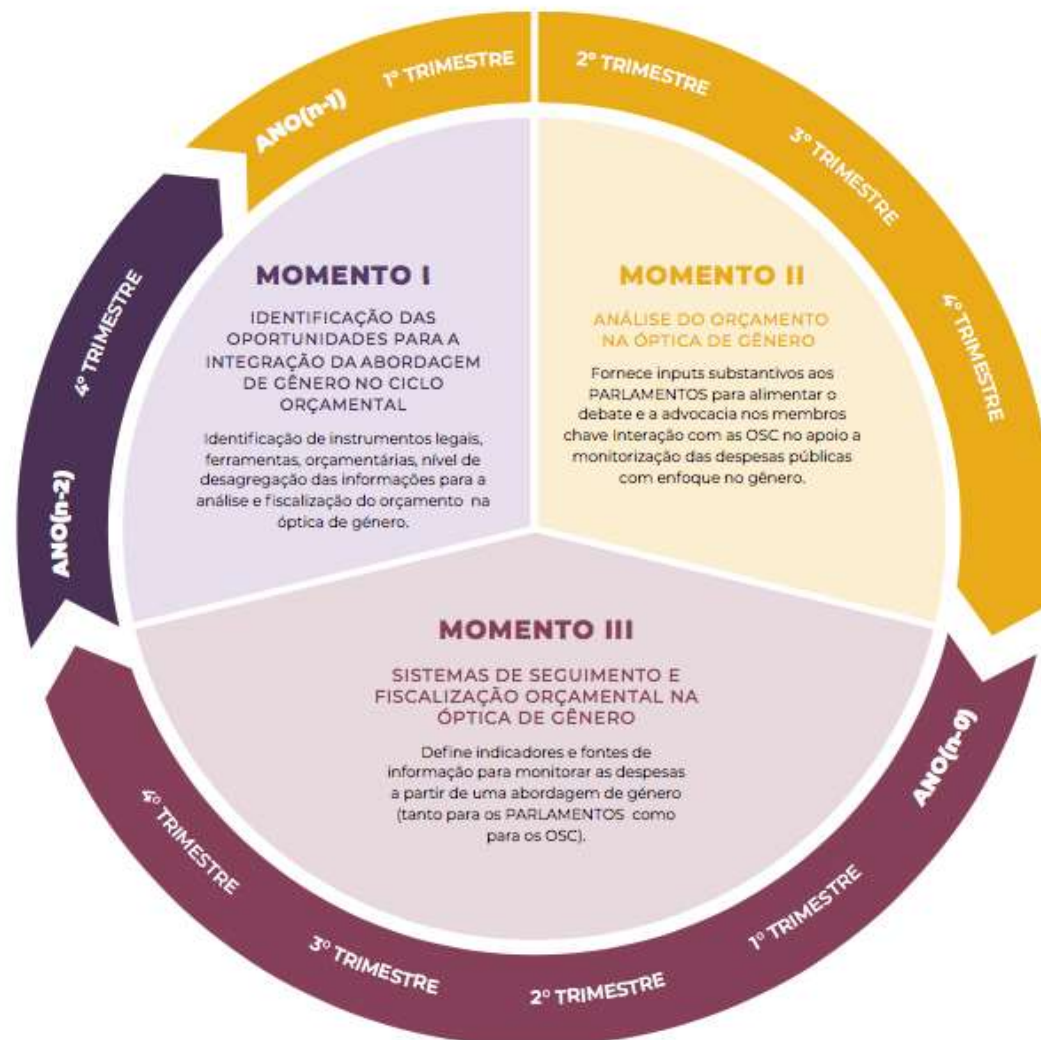 ANO(n-2)
4º TRIMESTRE
ANO(n-1)
1º TRIMESTRE
2º TRIMESTRE
3º TRIMESTRE
4º TRIMESTRE
MOMENTO I
IDENTIFICAÇÃO DAS
OPORTUNIDADES PARA A
INTEGRAÇÃO DA ABORDAGEM
DE GÊNERO NO CICLO
ORÇAMENTAL
Identificação de instrumentos legais,
ferramentas, orçamentárias, nível de
desagregação das informações para a
análise e fiscalização do orçamento na
óptica de género.
MOMENTO II
ANÁLISE DO ORÇAMENTO
NA ÓPTICA DE GÊNERO
Fornece inputs substantivos aos
PARLAMENTOS para alimentar o
debate e a advocacia nos membros
chave Interação com as OSC no apoio a
monitorização das despesas públicas
com enfoque no gênero.
MOMENTO III
SISTEMAS DE SEGUIMENTO E
FISCALIZAÇÃO ORÇAMENTAL NA
ÓPTICA DE GÊNERO
Define indicadores e fontes de
informação para monitorar as despesas
a partir de uma abordagem de género
(tanto para os PARLAMENTOS como
para os OSC).
ANO(n-0)
1º TRIMESTRE
2º TRIMESTRE
3º TRIMESTRE
4º TRIMESTRE